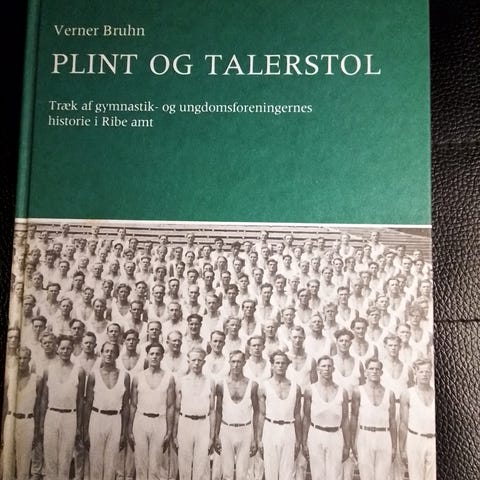 Verner Bruhn
PLINT OG TALERSTOL
Træk af gymnastik- og ungdomsforeningernes
historie i Ribe amt